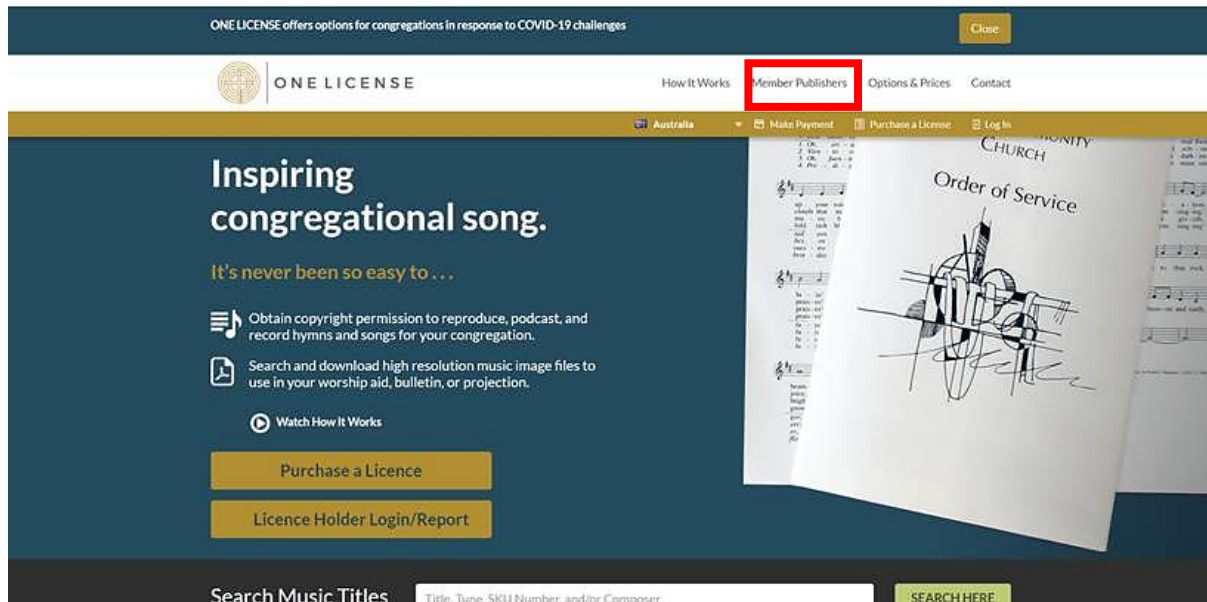 ONE LICENSE offers options for congregations in response to COVID-19 challenges
Close
ONE LICENSE
How It Works
Member Publishers
Options & Prices
Contact
Australia
Make Payment
Purchase a License
Log In
CHURCH
Order of Service
Inspiring
congregational song.
It's never been so easy to . . .
Obtain copyright permission to reproduce, podcast, and
record hymns and songs for your congregation.
Search and download high resolution music image files to
use in your worship aid, bulletin, or projection.
Watch How It Works
Purchase a Licence
Licence Holder Login/Report
Search Music Titles
Title, Tune, SKU Number, and/or Composer
SEARCH HERE